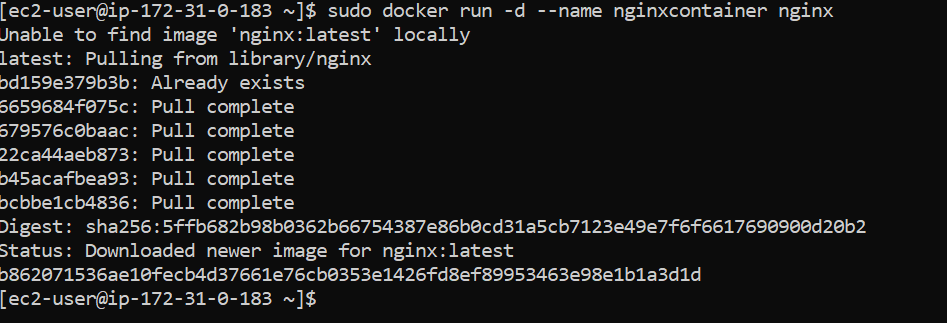 [ec2-user@ip-172-31-0-183 ~]$ sudo docker run -d --name nginxcontainer nginx
Unable to find image 'nginx:latest' locally
latest: Pulling from library/nginx
bd159e379b3b: Already exists
6659684f075c: Pull complete
679576c0baac: Pull complete
22ca44aeb873: Pull complete
b45acafbea93: Pull complete
bcbbe1cb4836: Pull complete
Digest: sha256:5ffb682b98b0362b66754387e86b0cd31a5cb7123e49e7f6f6617690900d20b2
Status: Downloaded newer image for nginx:latest
b862071536ae10fecb4d37661e76cb0353e1426fd8ef89953463e98e1b1a3d1d
[ec2-user@ip-172-31-0-183 ~]$